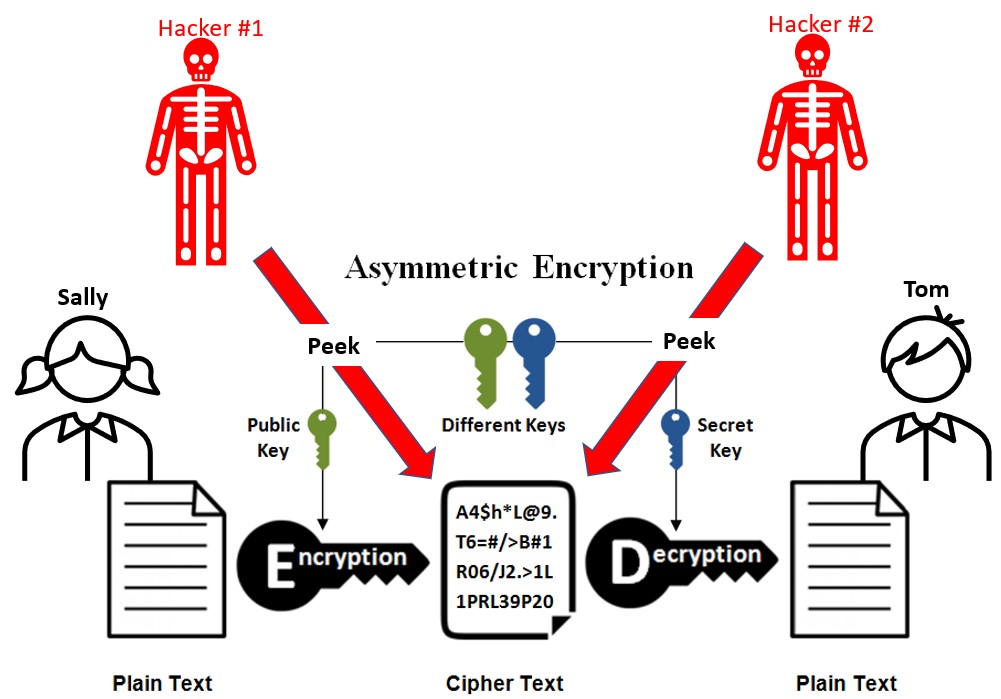 Hacker #1
Hacker #2
Asymmetric Encryption
Sally
Tom
Peek
Peek
Public
Key
Different Keys
Secret
Key
A4$h*L@9.
T6=#/>B#1
R06/J2.>1L
1PRL39P20
Encryption
Decryption
Plain Text
Cipher Text
Plain Text